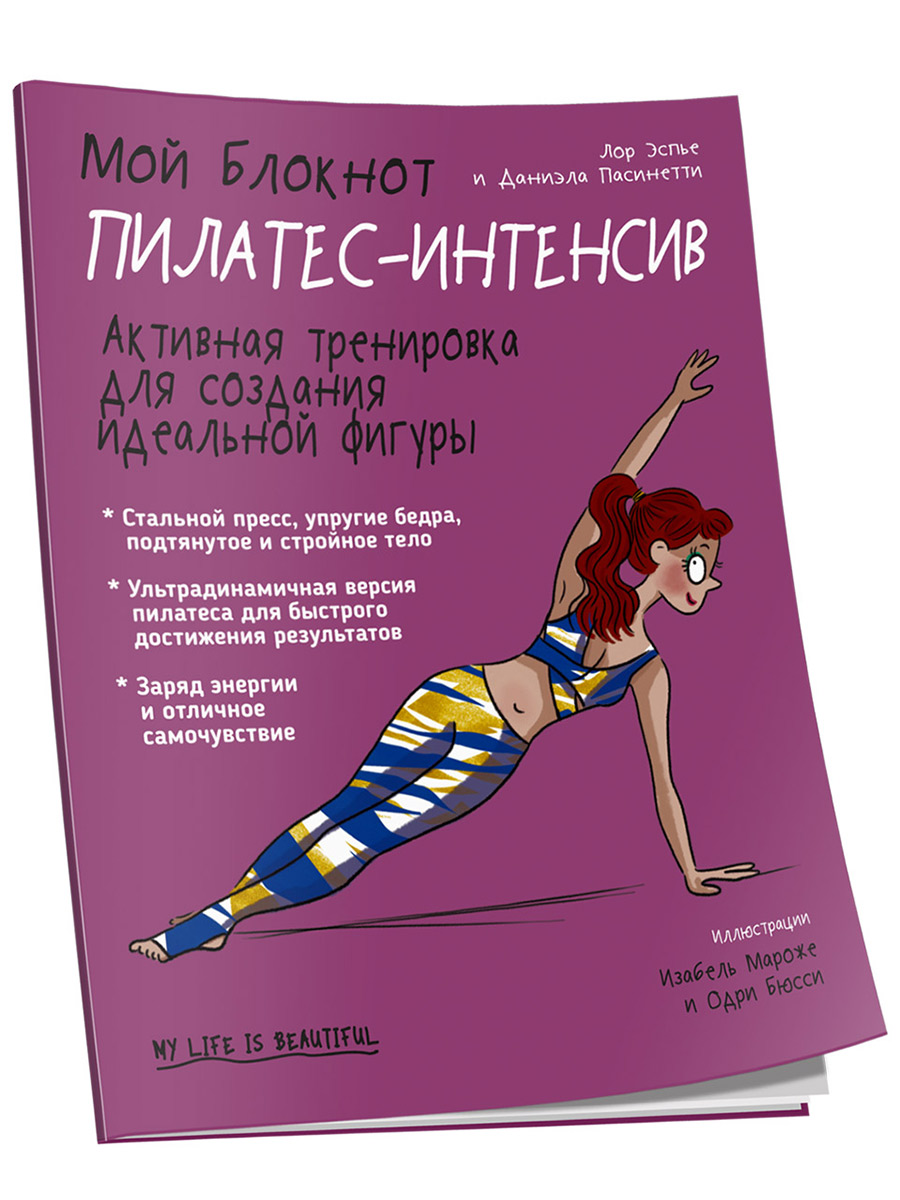 Мой Блокнот
Лор Эспье
и Даниэла Пасинетти
ПИЛАТЕС-ИНТЕНСИВ
Активная тренировка
для создания
идеальной фигуры
* Стальной пресс, упругие бедра,
подтянутое и стройное тело
* Ультрадинамичная версия
пилатеса для быстрого
достижения результатов
* Заряд энергии
и отличное
самочувствие
Иллюстрации
Изабель Мароже
и Одри Бюсси
MY LIFE IS BEAUTIFUL